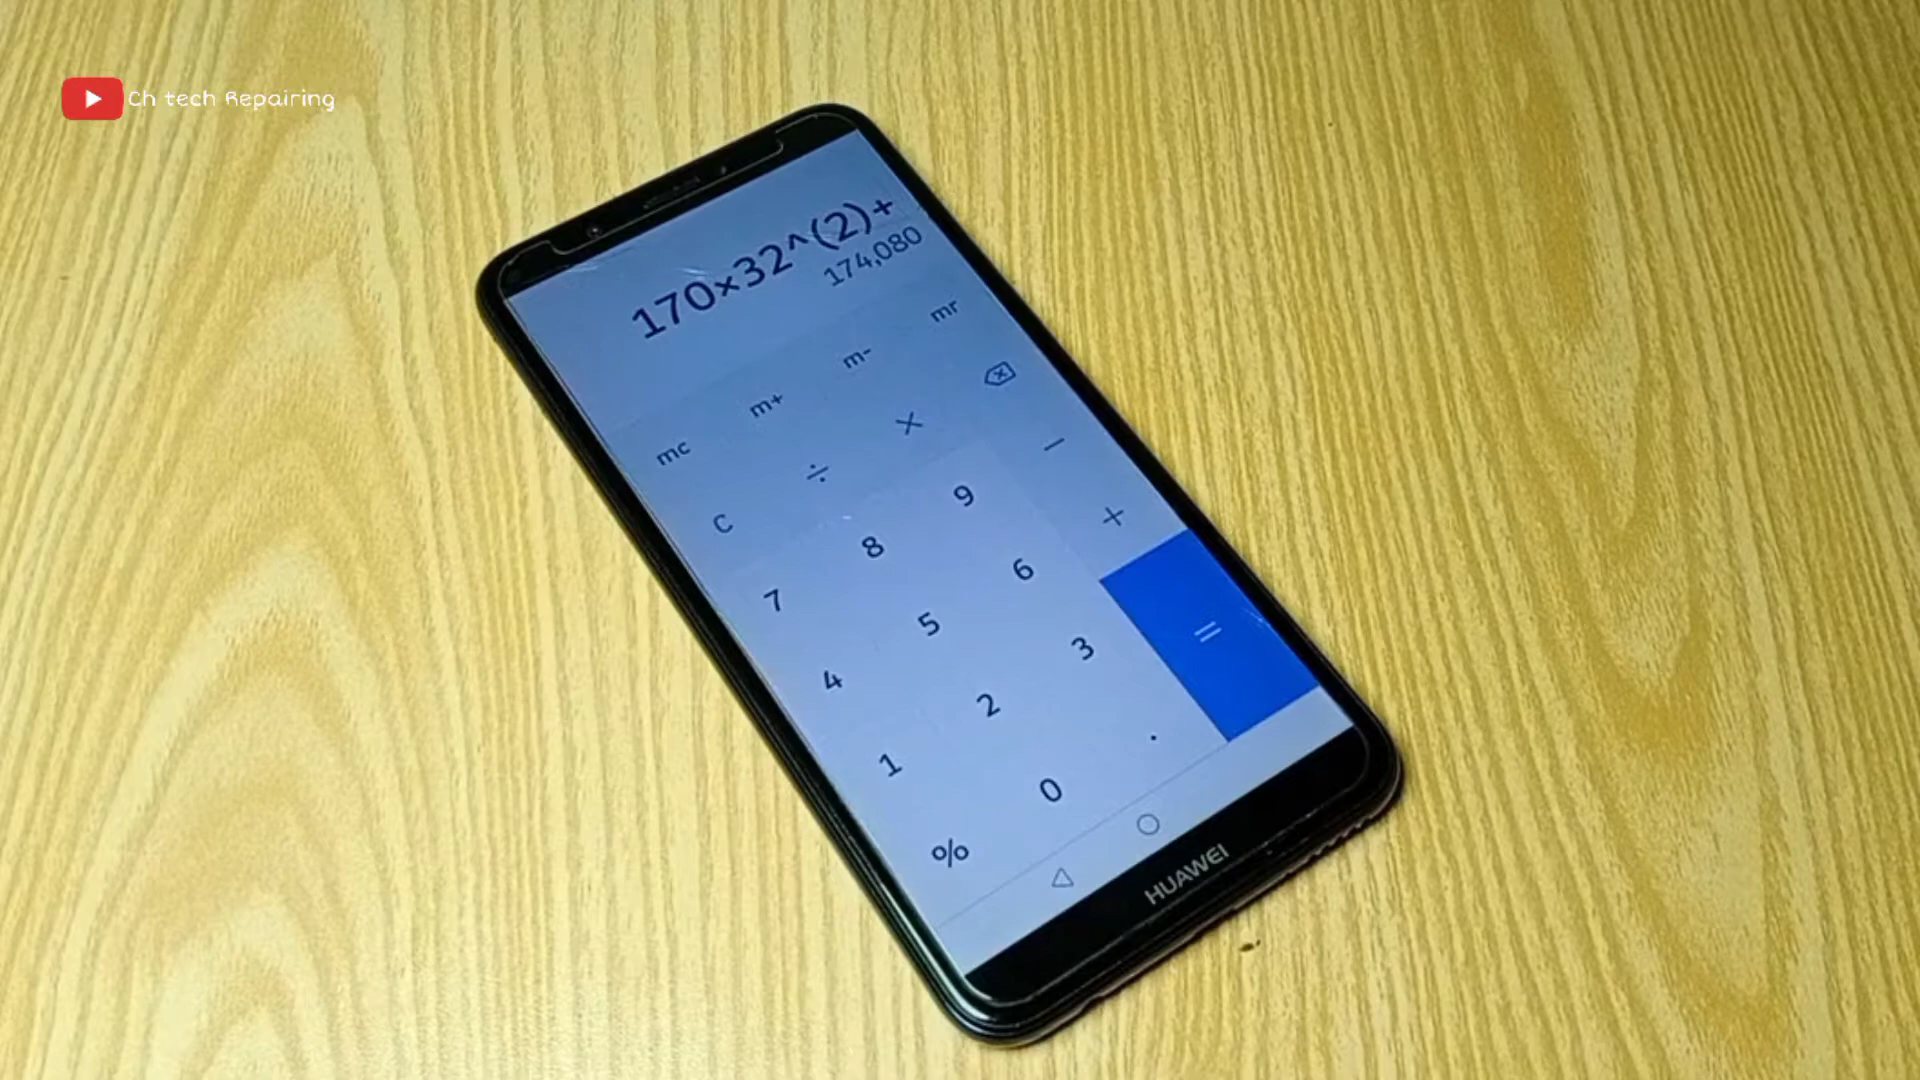 Ch tech Repairing
170×32^(2)+
174,080
mc m+ m- mr
C ÷ ×
7 8 9 −
4 5 6 +
1 2 3 =
% 0 .
HUAWEI